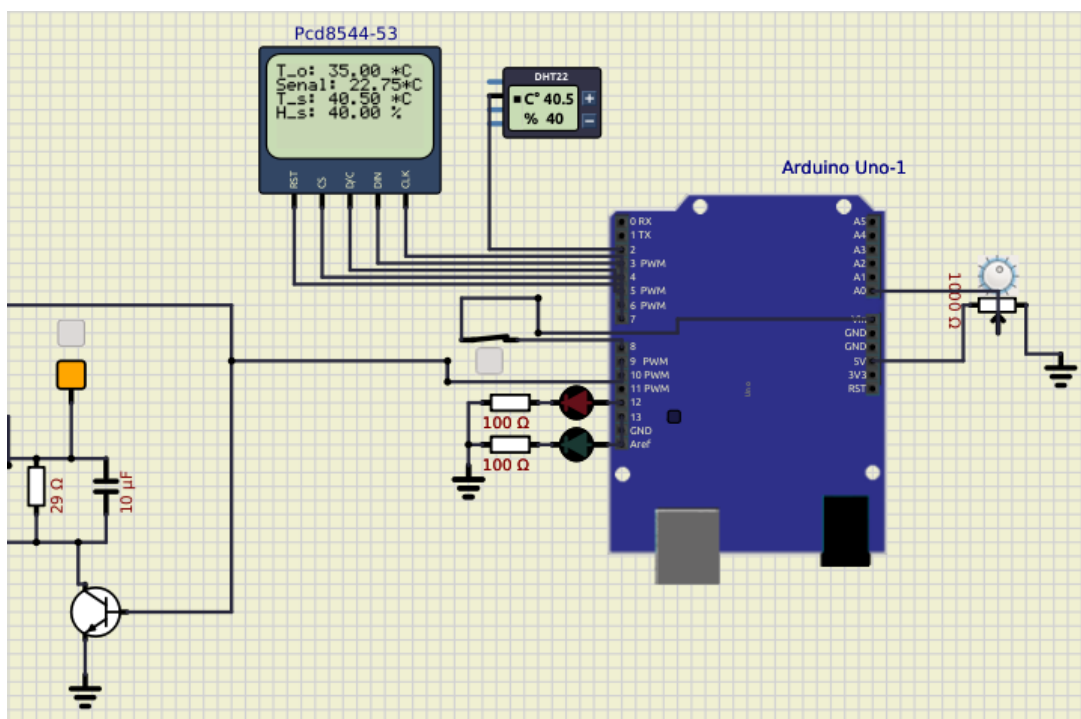 Pcd8544-53
T_o: 35.00 *C
Senal: 22.75*C
T_s: 40.50 *C
H_s: 40.00 %
RST
CS
D/C
DIN
CLK
DHT22
C° 40.5 +
% 40 −
Arduino Uno-1
0 RX
1 TX
2
3 PWM
4
5 PWM
6 PWM
7
8
9 PWM
10 PWM
11 PWM
12
13
GND
Aref
A5
A4
A3
A2
A1
A0
Vin
GND
GND
5V
3V3
RST
Uno
1000 Ω
100 Ω
100 Ω
29 Ω
10 µF